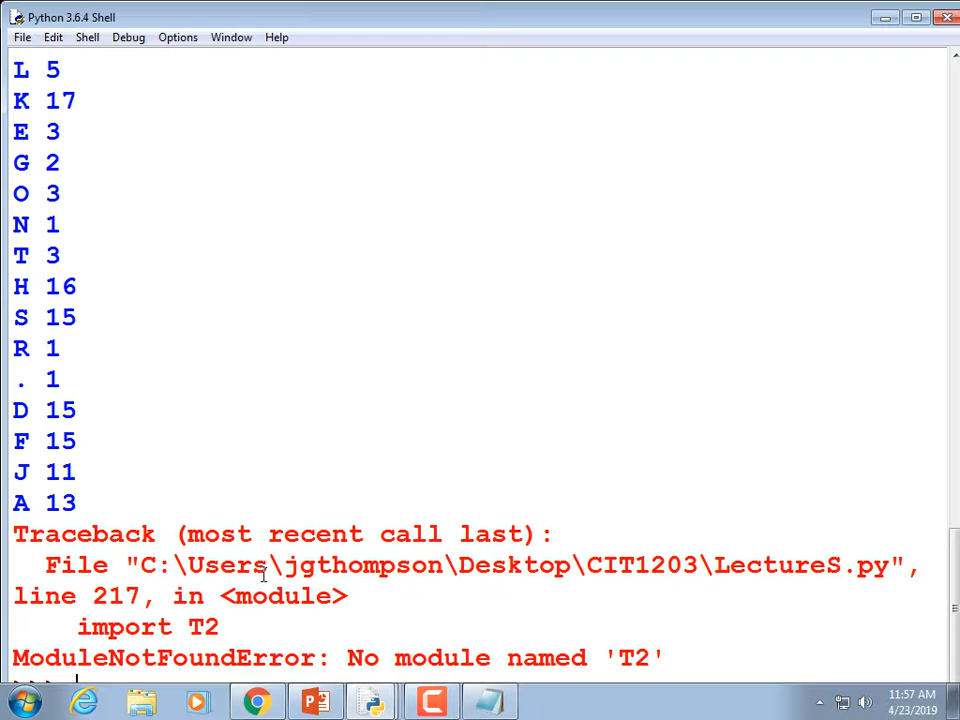 Python 3.6.4 Shell
File Edit Shell Debug Options Window Help
L 5
K 17
E 3
G 2
O 3
N 1
T 3
H 16
S 15
R 1
. 1
D 15
F 15
J 11
A 13
Traceback (most recent call last):
File "C:\Users\jgthompson\Desktop\CIT1203\LectureS.py",
line 217, in <module>
import T2
ModuleNotFoundError: No module named 'T2'
>>>
11:57 AM
4/23/2019